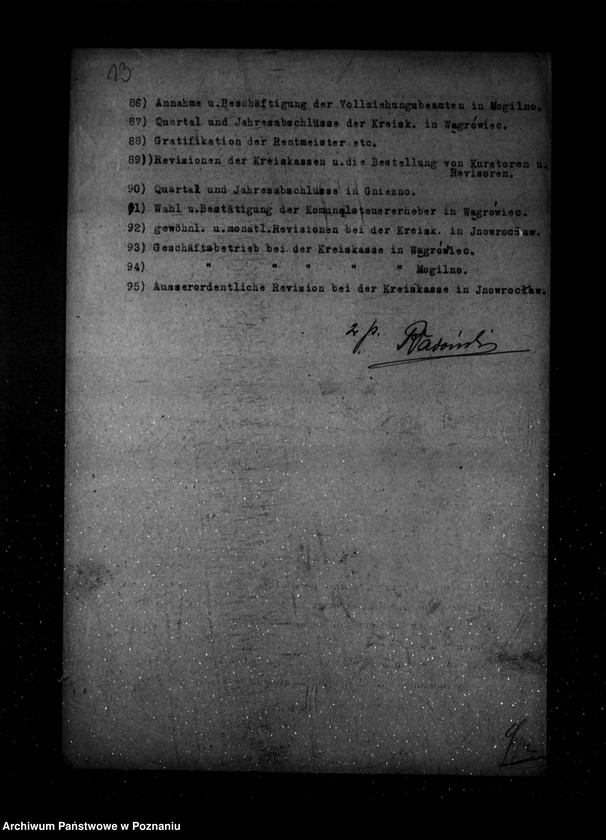 13
86) Annahme u.Beschäftigung der Vollziehungsbeamten in Mogilno.
87) Quartal und Jahresabschlüsse der Kreisk. in Wągrówiec.
88) Gratifikation der Rentmeister etc.
89))Revisionen der Kreiskassen u.die Bestellung von Kuratoren u.
Revisoren.
90) Quartal und Jahresabschlüsse in Gniezno.
91) Wahl u.Bestätigung der Komunalsteuererheber in Wągrówiec.
92) gewöhnl. u.monatl.Revisionen bei der Kreisk. in Jnowrocław.
93) Geschäftsbetrieb bei der Kreiskasse in Wągrówiec.
94) " " " " " Mogilno.
95) Ausserordentliche Revision bei der Kreiskasse in Jnowrocław.
Archiwum Państwowe w Poznaniu